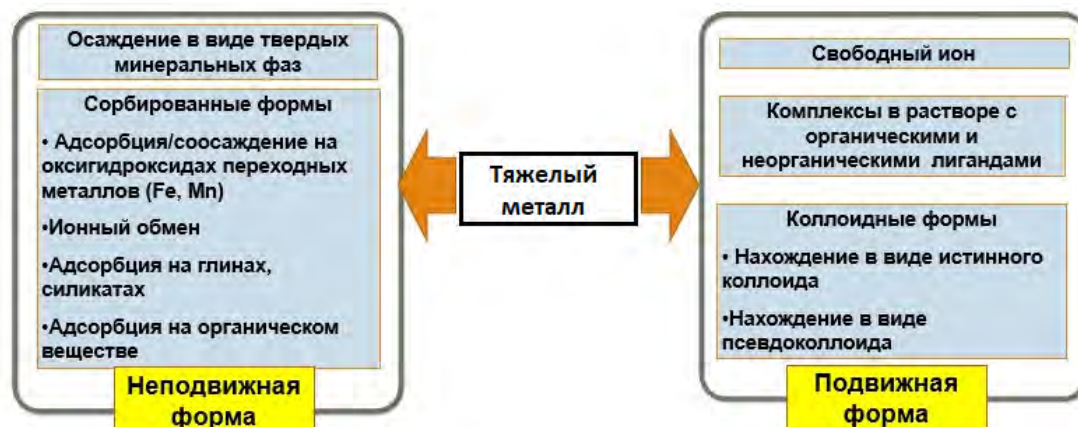 Осаждение в виде твердых
минеральных фаз
Сорбированные формы
• Адсорбция/соосаждение на
оксигидроксидах переходных
металлов (Fe, Mn)
•Ионный обмен
•Адсорбция на глинах,
силикатах
•Адсорбция на органическом
веществе
Неподвижная
форма
Тяжелый
металл
Свободный ион
Комплексы в растворе с
органическими и
неорганическими лигандами
Коллоидные формы
• Нахождение в виде истинного
коллоида
•Нахождение в виде
псевдоколлоида
Подвижная
форма